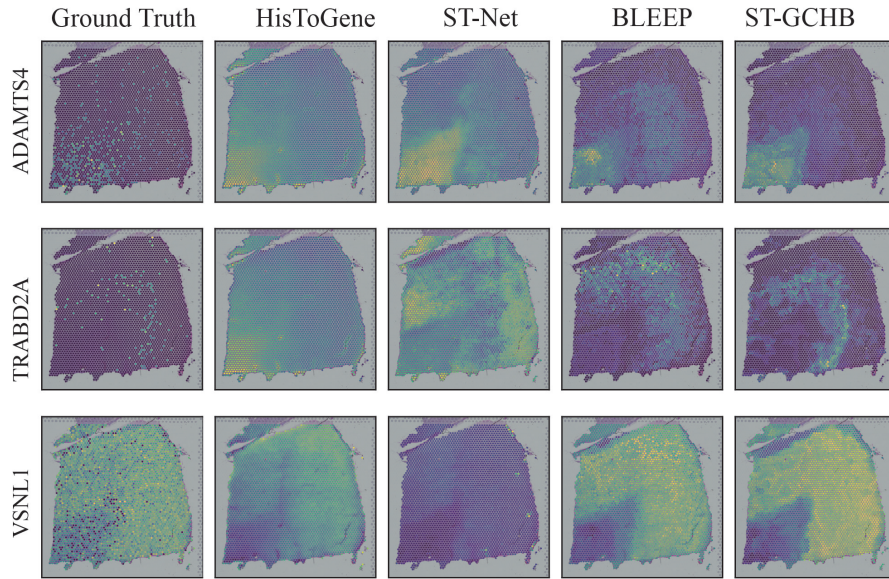 Ground Truth HisToGene ST-Net BLEEP ST-GCHB
ADAMTS4
TRABD2A
VSNL1